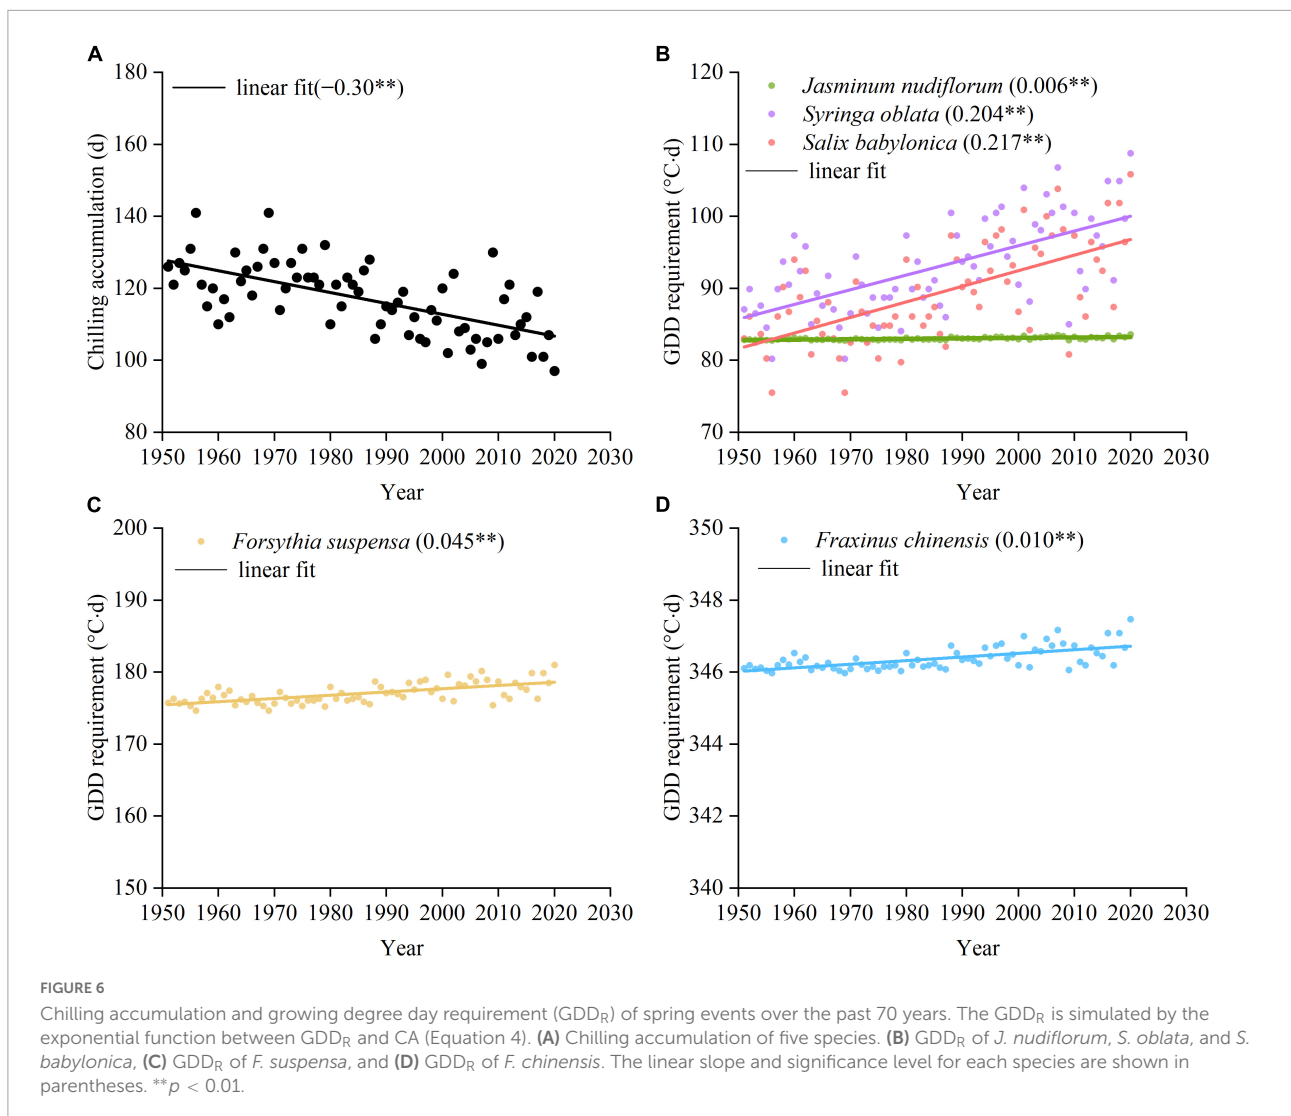 A
180
160
140
120
100
80
Chilling accumulation (d)
linear fit(−0.30**)
1950 1960 1970 1980 1990 2000 2010 2020 2030
Year
B
120
110
100
90
80
70
GDD requirement (°C·d)
Jasminum nudiflorum (0.006**)
Syringa oblata (0.204**)
Salix babylonica (0.217**)
linear fit
1950 1960 1970 1980 1990 2000 2010 2020 2030
Year
C
200
190
180
170
160
150
GDD requirement (°C·d)
Forsythia suspensa (0.045**)
linear fit
1950 1960 1970 1980 1990 2000 2010 2020 2030
Year
D
350
348
346
344
342
340
GDD requirement (°C·d)
Fraxinus chinensis (0.010**)
linear fit
1950 1960 1970 1980 1990 2000 2010 2020 2030
Year
FIGURE 6
Chilling accumulation and growing degree day requirement (GDDR) of spring events over the past 70 years. The GDDR is simulated by the
exponential function between GDDR and CA (Equation 4). (A) Chilling accumulation of five species. (B) GDDR of J. nudiflorum, S. oblata, and S.
babylonica, (C) GDDR of F. suspensa, and (D) GDDR of F. chinensis. The linear slope and significance level for each species are shown in
parentheses. **p < 0.01.